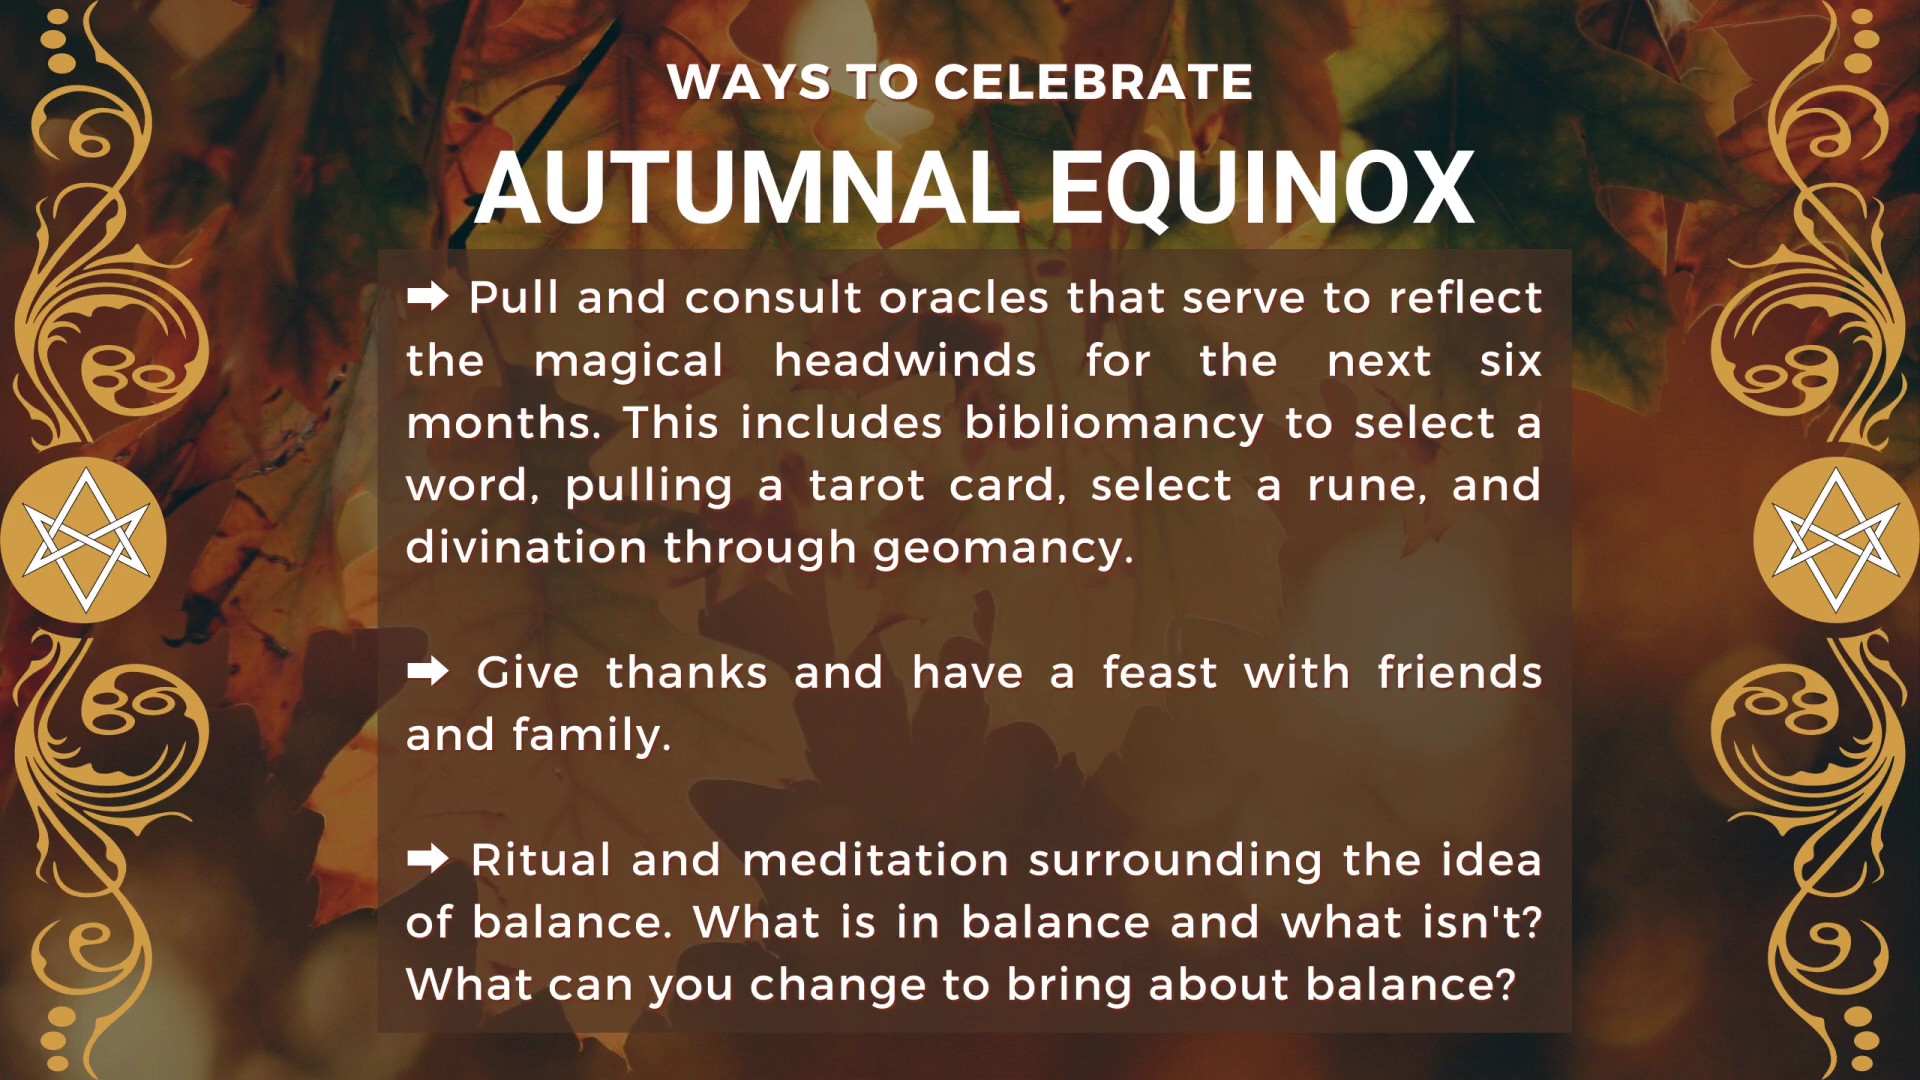 WAYS TO CELEBRATE
AUTUMNAL EQUINOX
➡ Pull and consult oracles that serve to reflect
the magical headwinds for the next six
months. This includes bibliomancy to select a
word, pulling a tarot card, select a rune, and
divination through geomancy.
➡ Give thanks and have a feast with friends
and family.
➡ Ritual and meditation surrounding the idea
of balance. What is in balance and what isn't?
What can you change to bring about balance?